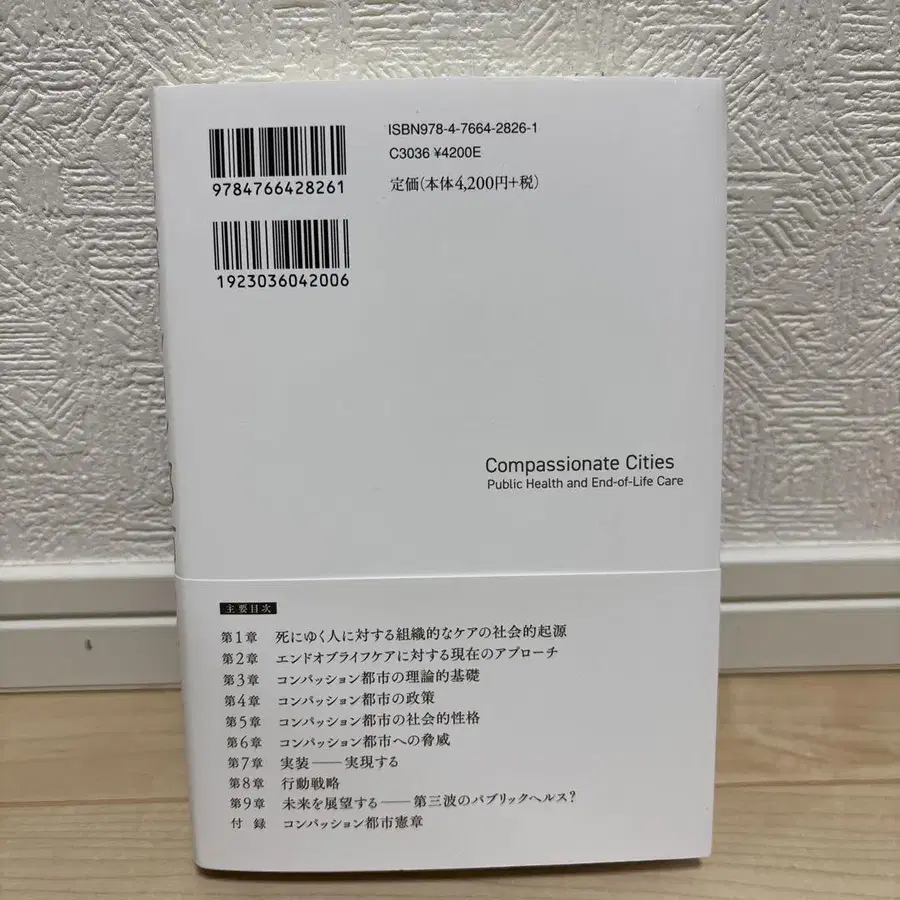 ISBN978-4-7664-2826-1
C3036 ¥4200E
定価(本体4,200円+税)
9784766428261
1923036042006
Compassionate Cities
Public Health and End-of-Life Care
主要目次
第1章 死にゆく人に対する組織的なケアの社会的起源
第2章 エンドオブライフケアに対する現在のアプローチ
第3章 コンパッション都市の理論的基礎
第4章 コンパッション都市の政策
第5章 コンパッション都市の社会的性格
第6章 コンパッション都市への脅威
第7章 実装——実現する
第8章 行動戦略
第9章 未来を展望する——第三波のパブリックヘルス?
付録 コンパッション都市憲章